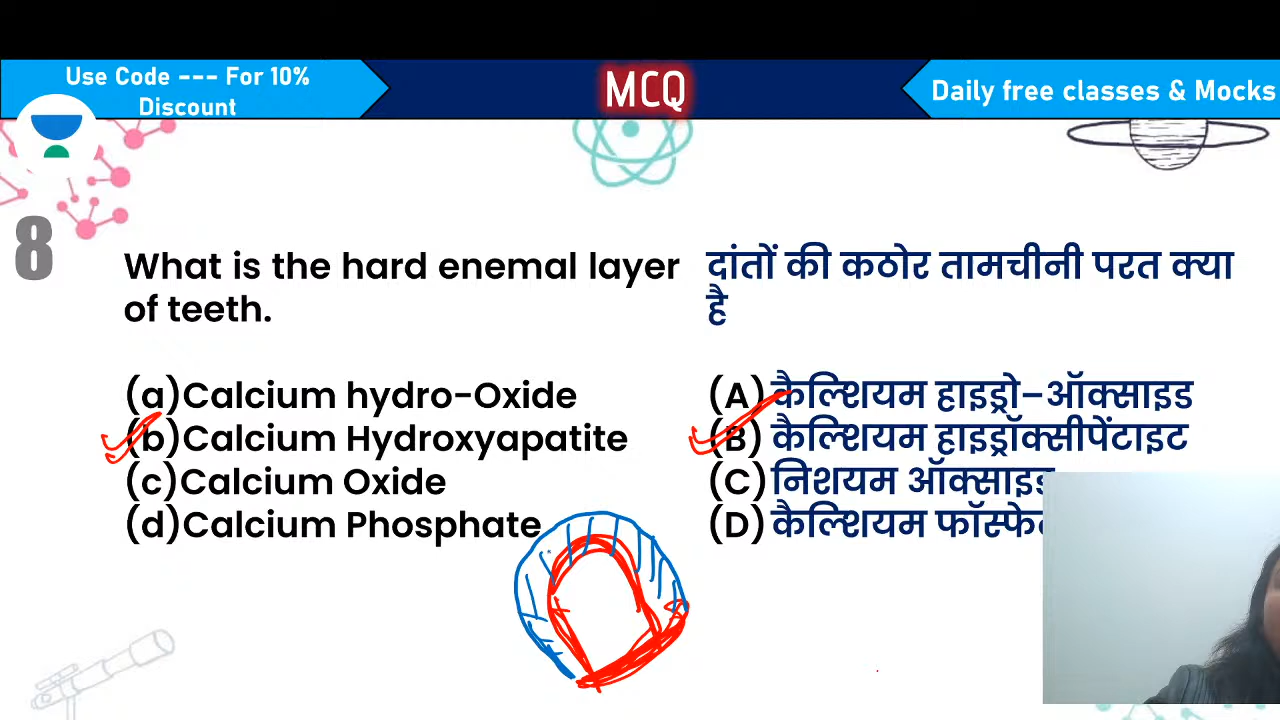 Use Code --- For 10%
Discount
MCQ
Daily free classes & Mocks
8
What is the hard enemal layer
of teeth.
(a)Calcium hydro-Oxide
(b)Calcium Hydroxyapatite
(c)Calcium Oxide
(d)Calcium Phosphate
दांतों की कठोर तामचीनी परत क्या
है
(A) कैल्शियम हाइड्रो–ऑक्साइड
(B) कैल्शियम हाइड्रॉक्सीपेंटाइट
(C) निशयम ऑक्साइड
(D) कैल्शियम